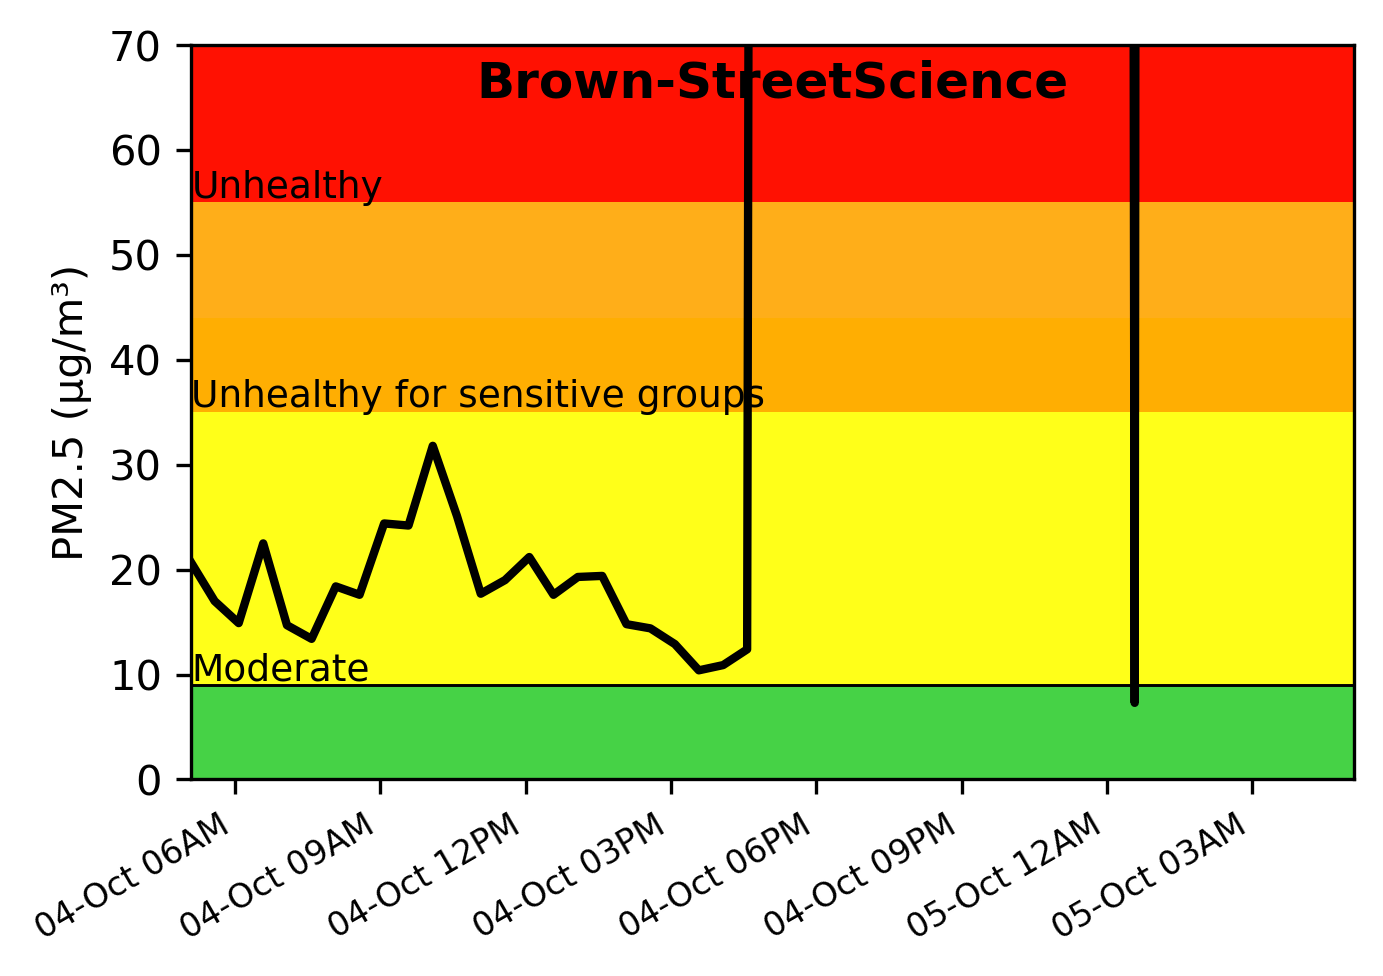 Brown-StreetScience
PM2.5 (µg/m³)
70
60
50
40
30
20
10
0
Unhealthy
Unhealthy for sensitive groups
Moderate
04-Oct 06AM
04-Oct 09AM
04-Oct 12PM
04-Oct 03PM
04-Oct 06PM
04-Oct 09PM
05-Oct 12AM
05-Oct 03AM